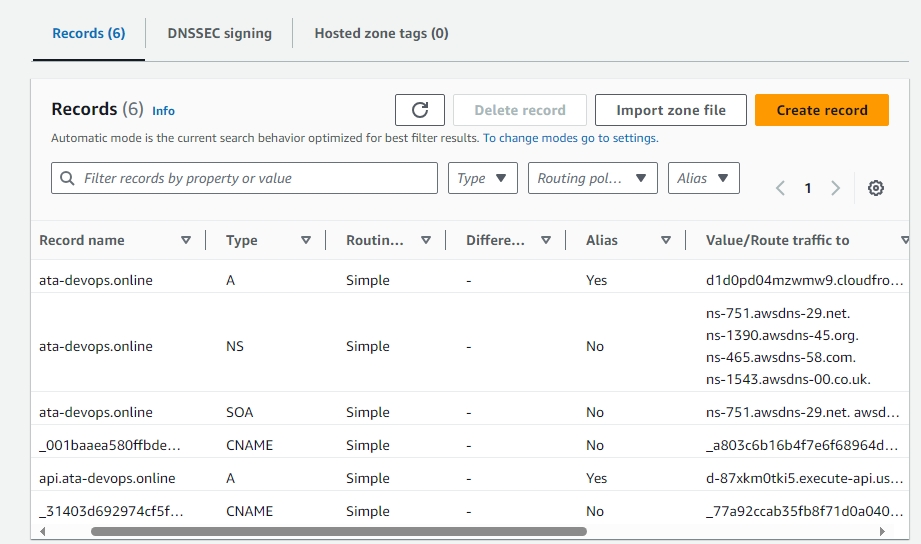 Records (6) DNSSEC signing Hosted zone tags (0)
Records (6) Info Delete record Import zone file Create record
Automatic mode is the current search behavior optimized for best filter results. To change modes go to settings.
Filter records by property or value Type Routing pol... Alias 1
Record name Type Routin... Differe... Alias Value/Route traffic to
ata-devops.online A Simple - Yes d1d0pd04mzwmw9.cloudfro...
ns-751.awsdns-29.net.
ns-1390.awsdns-45.org.
ata-devops.online NS Simple - No
ns-465.awsdns-58.com.
ns-1543.awsdns-00.co.uk.
ata-devops.online SOA Simple - No ns-751.awsdns-29.net. awsd...
_001baaea580ffbde... CNAME Simple - No _a803c6b16b4f7e6f68964d...
api.ata-devops.online A Simple - Yes d-87xkm0tki5.execute-api.us...
_31403d692974cf5f... CNAME Simple - No _77a92ccab35fb8f71d0a040...